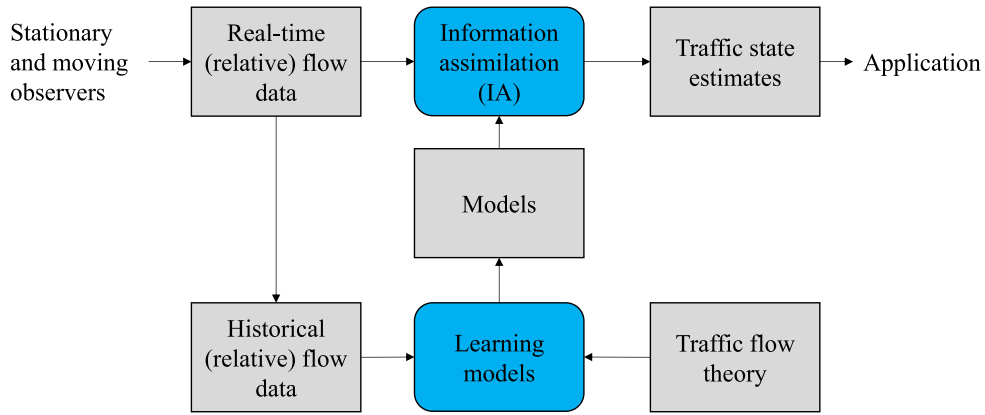 Stationary
and moving
observers
Real-time
(relative) flow
data
Information
assimilation
(IA)
Traffic state
estimates
Application
Models
Historical
(relative) flow
data
Learning
models
Traffic flow
theory